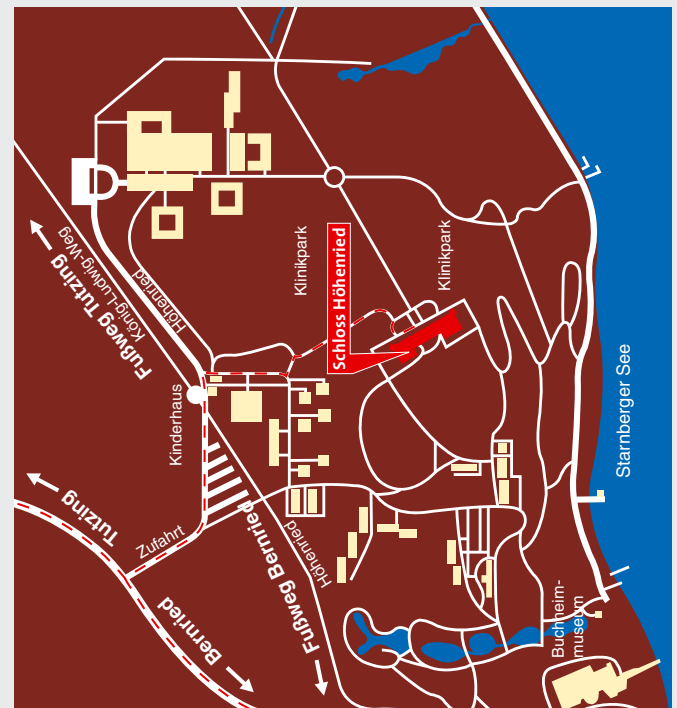 Fußweg Tutzing
König-Ludwig-Weg
Höhenried
Klinikpark
Schloss Höhenried
Klinikpark
Kinderhaus
Starnberger See
Tutzing
Zufahrt
Bernried
Fußweg Bernried
Höhenried
Buchheim-
museum